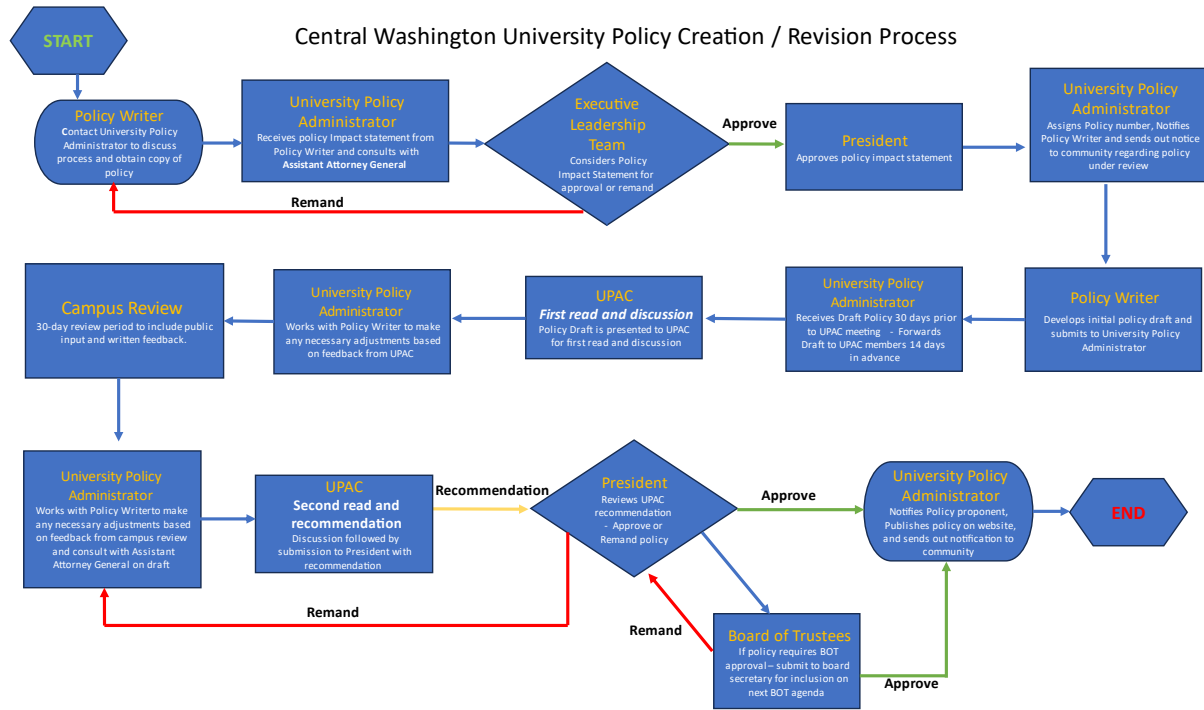 START
Central Washington University Policy Creation / Revision Process
Policy Writer
Contact University Policy
Administrator to discuss
process and obtain copy of
policy
University Policy
Administrator
Receives policy Impact statement from
Policy Writer and consults with
Assistant Attorney General
Executive
Leadership
Team
Considers Policy
Impact Statement for
approval or remand
Approve
Remand
President
Approves policy impact statement
University Policy
Administrator
Assigns Policy number, Notifies
Policy Writer and sends out notice
to community regarding policy
under review
Policy Writer
Develops initial policy draft and
submits to University Policy
Administrator
University Policy
Administrator
Receives Draft Policy 30 days prior
to UPAC meeting - Forwards
Draft to UPAC members 14 days
in advance
UPAC
First read and discussion
Policy Draft is presented to UPAC
for first read and discussion
University Policy
Administrator
Works with Policy Writer to make
any necessary adjustments based
on feedback from UPAC
Campus Review
30-day review period to include public
input and written feedback.
University Policy
Administrator
Works with Policy Writerto make
any necessary adjustments based
on feedback from campus review
and consult with Assistant
Attorney General on draft
UPAC
Second read and
recommendation
Discussion followed by
submission to President with
recommendation
Recommendation
President
Reviews UPAC
recommendation
- Approve or
Remand policy
Approve
Remand
Remand
Board of Trustees
If policy requires BOT
approval – submit to board
secretary for inclusion on
next BOT agenda
Approve
University Policy
Administrator
Notifies Policy proponent,
Publishes policy on website,
and sends out notification to
community
END